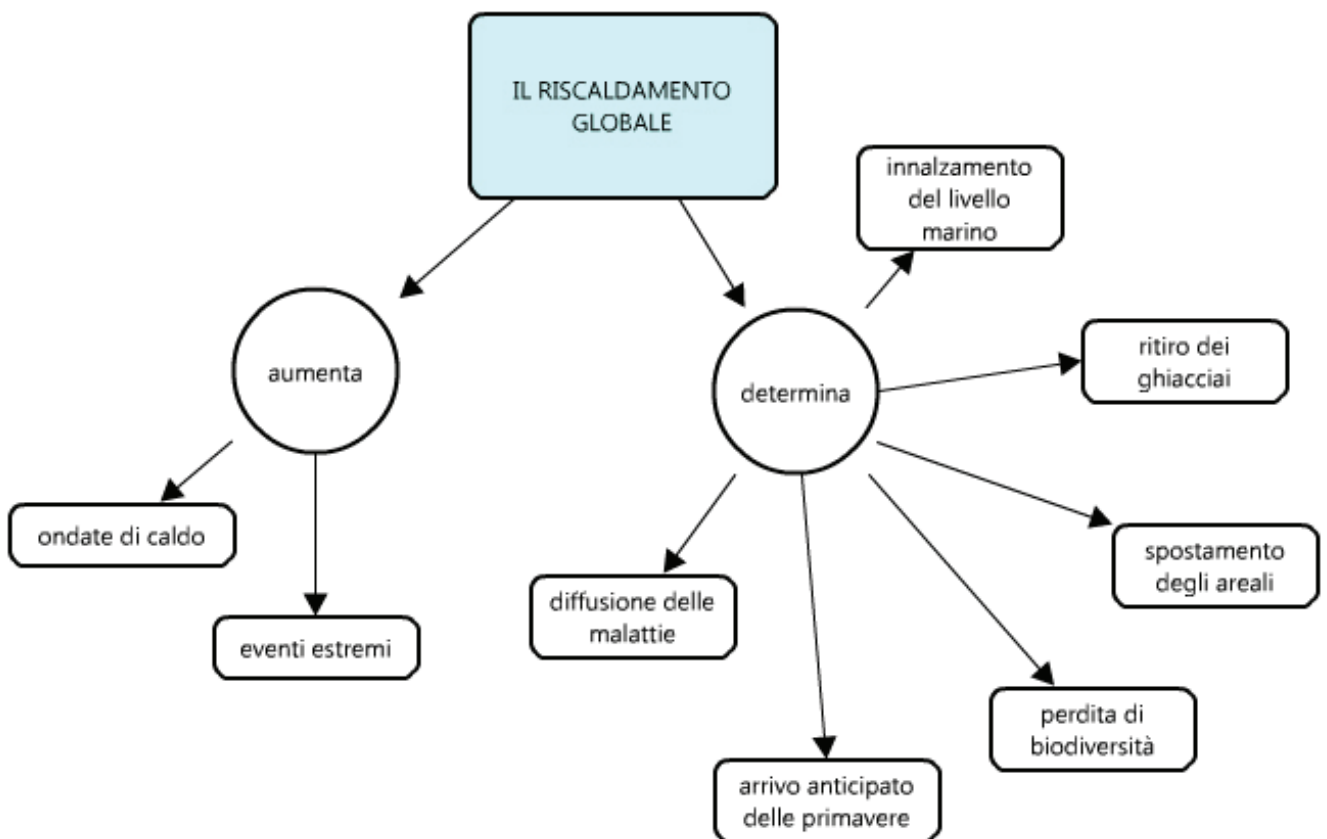 IL RISCALDAMENTO
GLOBALE
innalzamento
del livello
marino
aumenta
determina
ritiro dei
ghiacciai
ondate di caldo
spostamento
degli areali
diffusione delle
malattie
eventi estremi
perdita di
biodiversità
arrivo anticipato
delle primavere